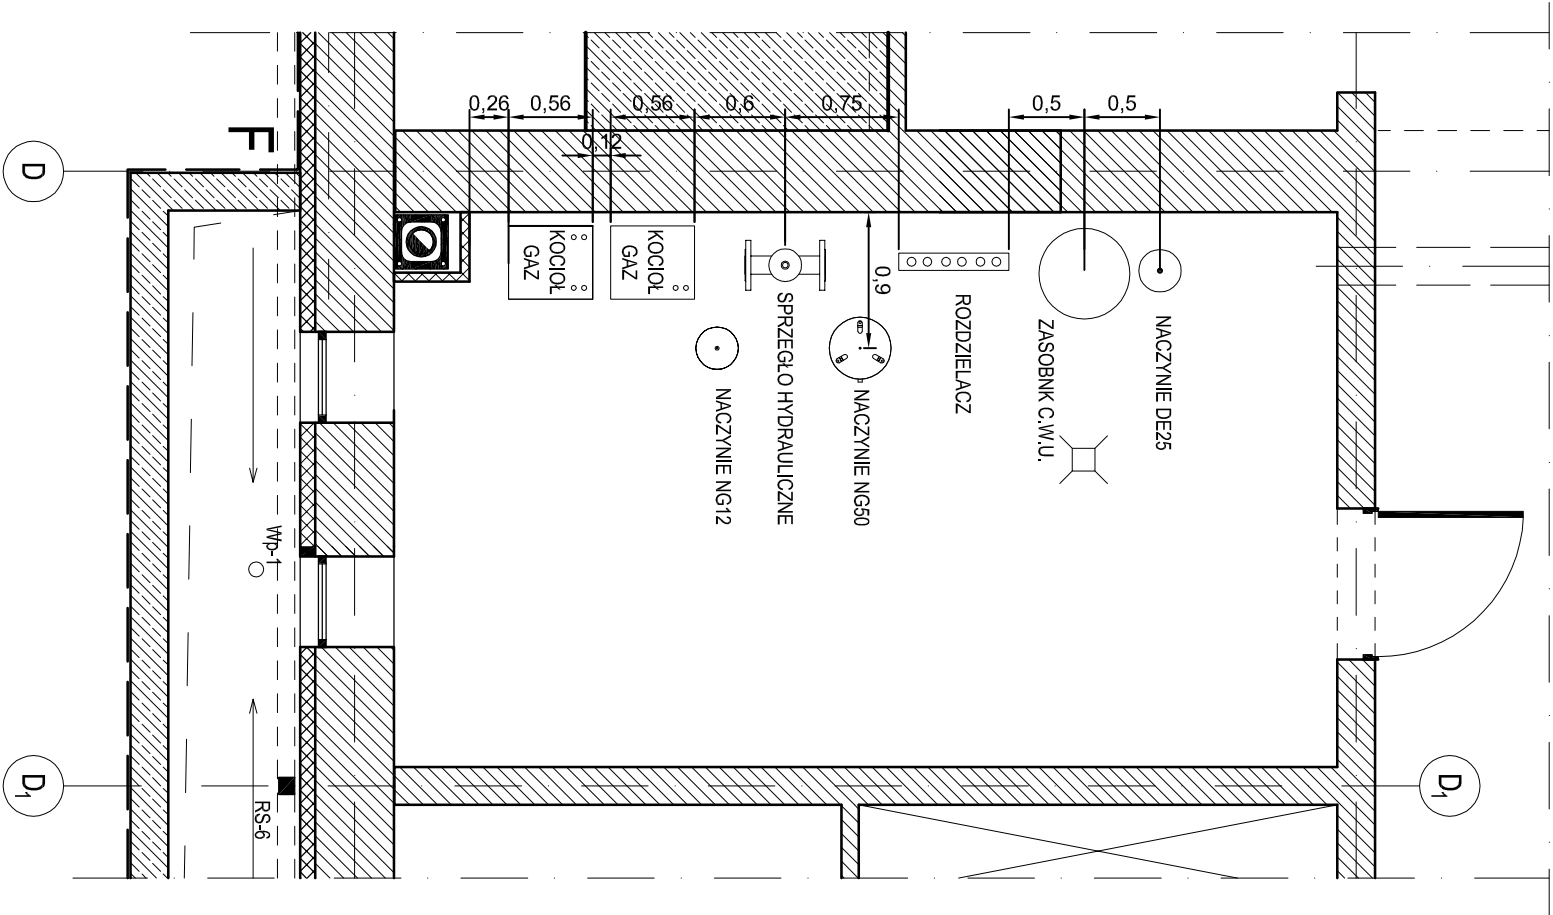 0,26
0,56
0,12
0,56
0,6
0,75
0,5
0,5
F
D
KOCIOŁ
GAZ
KOCIOŁ
GAZ
0,9
SPRZEGŁO HYDRAULICZNE
ROZDZIELACZ
ZASOBNK C.W.U.
NACZYNIE DE25
NACZYNIE NG12
NACZYNIE NG50
Wp-1
D1
RS-6
D1